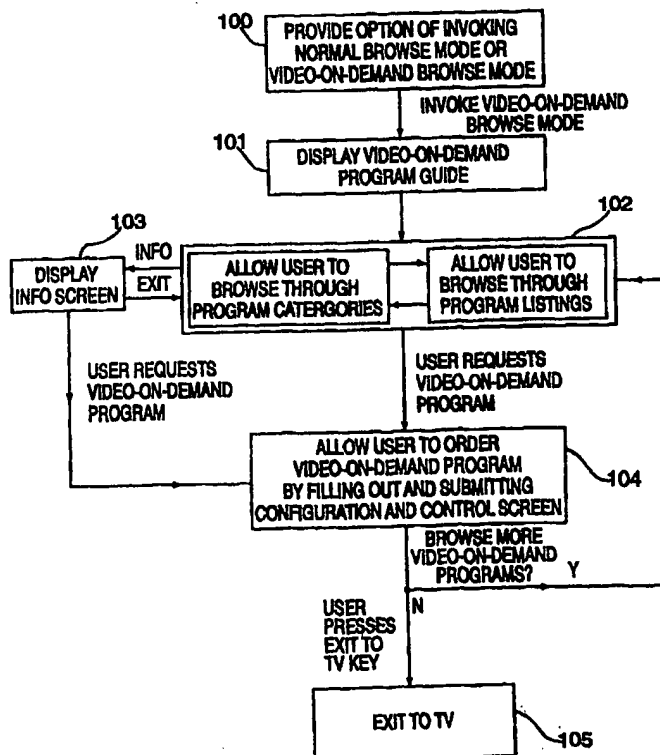 100
PROVIDE OPTION OF INVOKING
NORMAL BROWSE MODE OR
VIDEO-ON-DEMAND BROWSE MODE
INVOKE VIDEO-ON-DEMAND
BROWSE MODE
101
DISPLAY VIDEO-ON-DEMAND
PROGRAM GUIDE
102
103
DISPLAY
INFO SCREEN
INFO
EXIT
ALLOW USER TO
BROWSE THROUGH
PROGRAM CATERGORIES
ALLOW USER TO
BROWSE THROUGH
PROGRAM LISTINGS
USER REQUESTS
VIDEO-ON-DEMAND
PROGRAM
USER REQUESTS
VIDEO-ON-DEMAND
PROGRAM
ALLOW USER TO ORDER
VIDEO-ON-DEMAND PROGRAM
BY FILLING OUT AND SUBMITTING
CONFIGURATION AND CONTROL SCREEN
104
BROWSE MORE
VIDEO-ON-DEMAND
PROGRAMS?
Y
N
USER
PRESSES
EXIT TO
TV KEY
EXIT TO TV
105